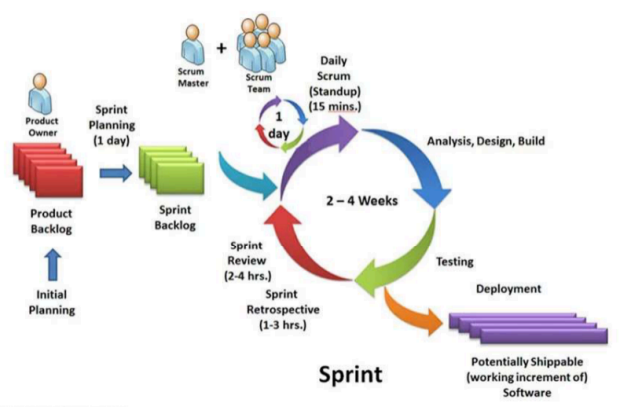 Scrum
Master
+
Scrum
Team
Daily
Scrum
(Standup)
(15 mins.)
1
day
Product
Owner
Sprint
Planning
(1 day)
Analysis, Design, Build
2 – 4 Weeks
Product
Backlog
Sprint
Backlog
Sprint
Review
(2-4 hrs.)
Testing
Initial
Planning
Sprint
Retrospective
(1-3 hrs.)
Deployment
Sprint
Potentially Shippable
(working increment of)
Software